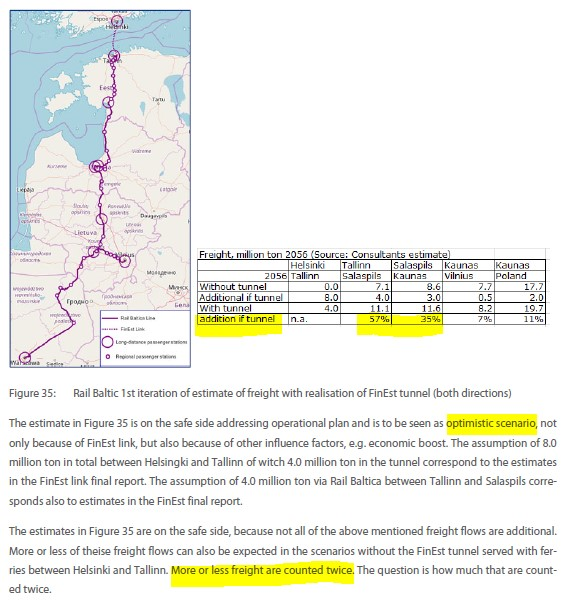 Espoo
Helsinki
Eesti
Tartu
Vidzeme
Kurzeme
Liepāja
Daugavpils
Lietuva
Молодечно
Гродно
Warszawa
Rail Baltica Line
FinEst Link
Long-distance passenger stations
Regional passenger stations
Freight, million ton 2056 (Source: Consultants estimate)
Helsinki Tallinn Salaspils Kaunas Kaunas
2056 Tallinn Salaspils Kaunas Vilnius Poland
Without tunnel 0.0 7.1 8.6 7.7 17.7
Additional if tunnel 8.0 4.0 3.0 0.5 2.0
With tunnel 4.0 11.1 11.6 8.2 19.7
addition if tunnel n.a. 57% 35% 7% 11%
Figure 35: Rail Baltic 1st iteration of estimate of freight with realisation of FinEst tunnel (both directions)
The estimate in Figure 35 is on the safe side addressing operational plan and is to be seen as optimistic scenario, not
only because of FinEst link, but also because of other influence factors, e.g. economic boost. The assumption of 8.0
million ton in total between Helsingki and Tallinn of witch 4.0 million ton in the tunnel correspond to the estimates
in the FinEst link final report. The assumption of 4.0 million ton via Rail Baltica between Tallinn and Salaspils corre-
sponds also to estimates in the FinEst final report.
The estimates in Figure 35 are on the safe side, because not all of the above mentioned freight flows are additional.
More or less of theise freight flows can also be expected in the scenarios without the FinEst tunnel served with fer-
ries between Helsinki and Tallinn. More or less freight are counted twice. The question is how much that are count-
ed twice.